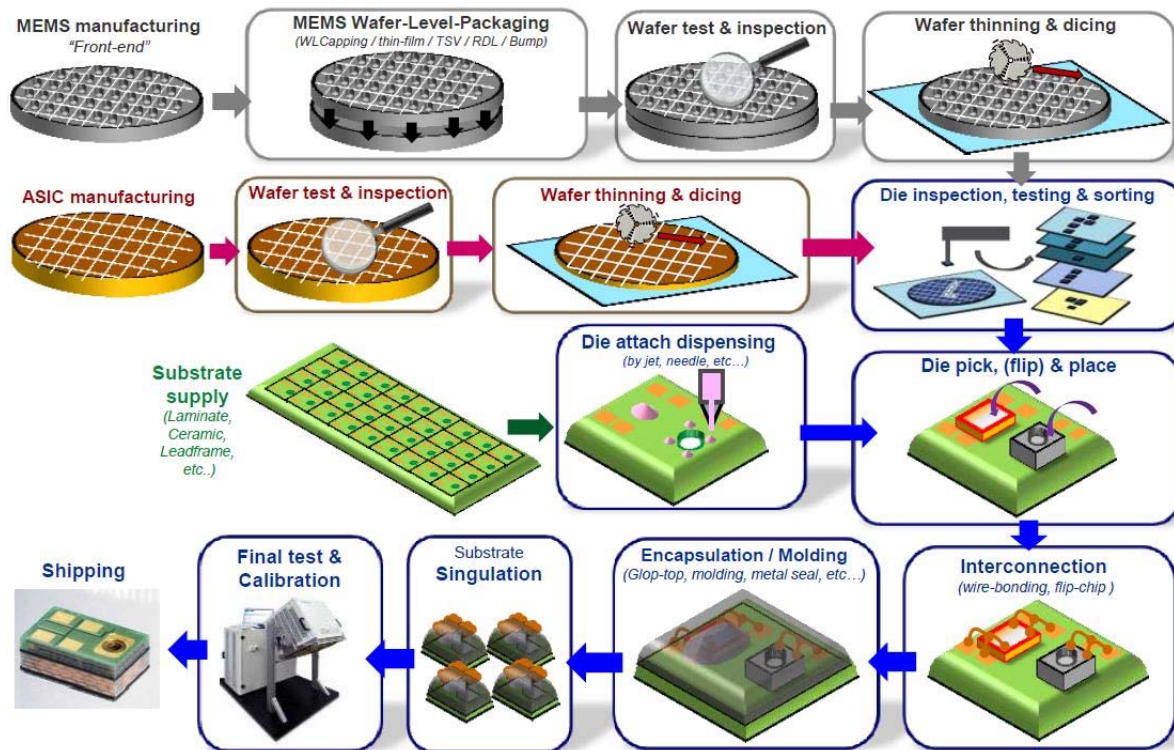 MEMS manufacturing
“Front-end”
MEMS Wafer-Level-Packaging
(WLCapping / thin-film / TSV / RDL / Bump)
Wafer test & inspection
Wafer thinning & dicing
ASIC manufacturing
Wafer test & inspection
Wafer thinning & dicing
Die inspection, testing & sorting
Substrate
supply
(Laminate,
Ceramic,
Leadframe,
etc..)
Die attach dispensing
(by jet, needle, etc…)
Die pick, (flip) & place
Shipping
Final test &
Calibration
Substrate
Singulation
Encapsulation / Molding
(Glop-top, molding, metal seal, etc…)
Interconnection
(wire-bonding, flip-chip )